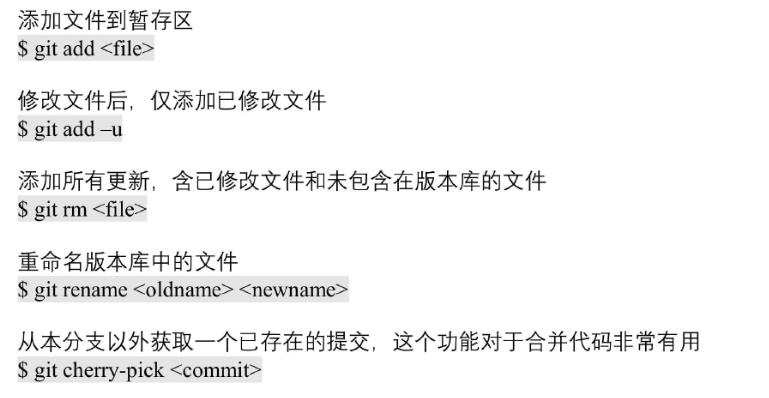 添加文件到暂存区
$ git add <file>
修改文件后，仅添加已修改文件
$ git add –u
添加所有更新，含已修改文件和未包含在版本库的文件
$ git rm <file>
重命名版本库中的文件
$ git rename <oldname> <newname>
从本分支以外获取一个已存在的提交，这个功能对于合并代码非常有用
$ git cherry-pick <commit>